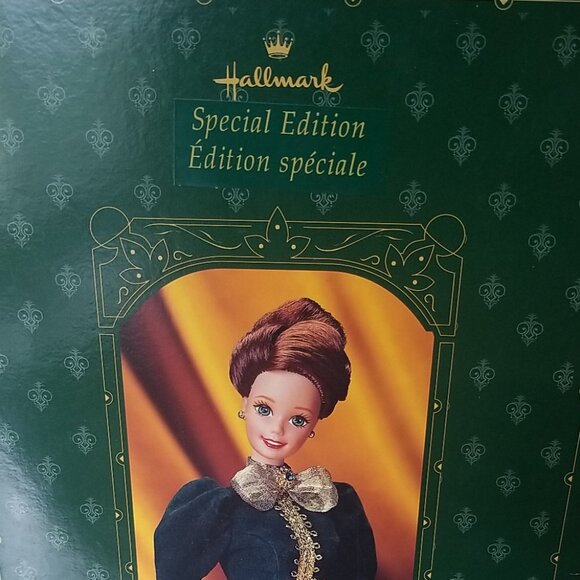 Hallmark
Special Edition
Édition spéciale